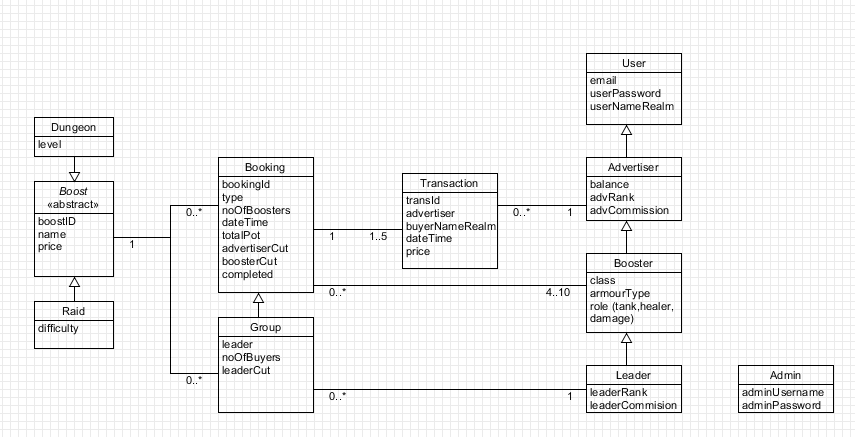 User
email
userPassword
userNameRealm
Dungeon
level
Boost
«abstract»
boostID
name
price
Raid
difficulty
1
0..*
0..*
Booking
bookingId
type
noOfBoosters
dateTime
totalPot
advertiserCut
boosterCut
completed
Group
leader
noOfBuyers
leaderCut
1
1..5
Transaction
transId
advertiser
buyerNameRealm
dateTime
price
0..*
1
Advertiser
balance
advRank
advCommission
0..*
4..10
Booster
class
armourType
role (tank,healer,
damage)
0..*
1
Leader
leaderRank
leaderCommision
Admin
adminUsername
adminPassword